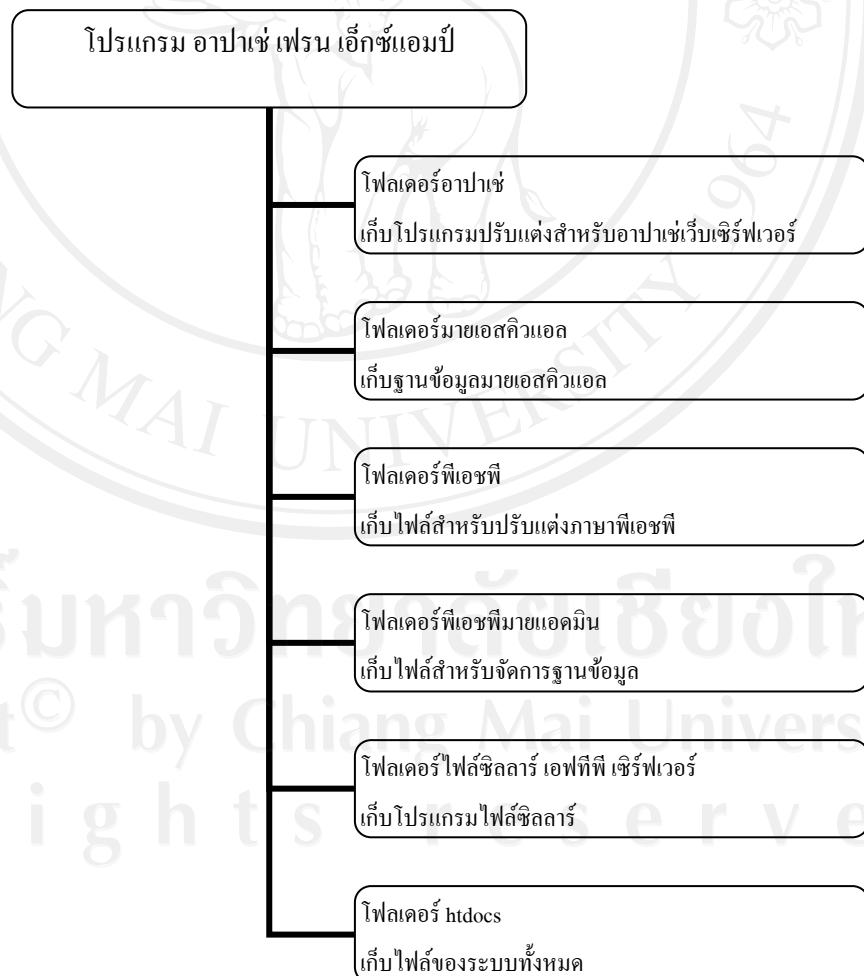 โปรแกรม อาปาเช่ เฟรน เอ็กซ์แอมป์
โฟลเดอร์อาปาเช่
เก็บโปรแกรมปรับแต่งสำหรับอาปาเช่เว็บเซิร์ฟเวอร์
โฟลเดอร์มายเอสคิวแอล
เก็บฐานข้อมูลมายเอสคิวแอล
โฟลเดอร์พีเอชพี
เก็บไฟล์สำหรับปรับแต่งภาษาพีเอชพี
โฟลเดอร์พีเอชพีมายแอดมิน
เก็บไฟล์สำหรับจัดการฐานข้อมูล
โฟลเดอร์ไฟล์ซิลลาร์ เอฟทีพี เซิร์ฟเวอร์
เก็บโปรแกรมไฟล์ซิลลาร์
โฟลเดอร์ htdocs
เก็บไฟล์ของระบบทั้งหมด
1964
MAI UNIVERSITY
© by Chiang Mai